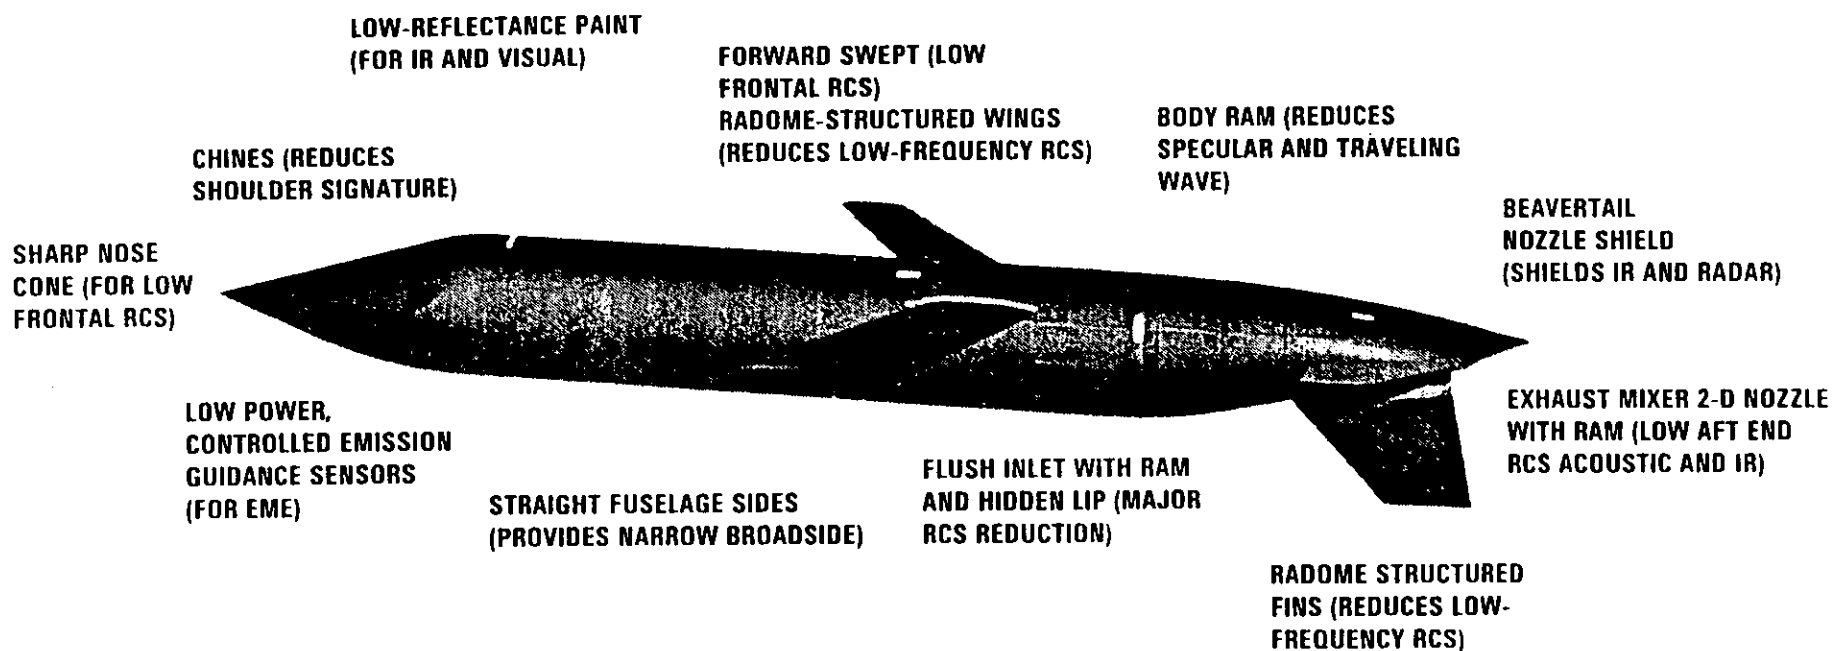 LOW-REFLECTANCE PAINT
(FOR IR AND VISUAL)
FORWARD SWEPT (LOW
FRONTAL RCS)
RADOME-STRUCTURED WINGS
(REDUCES LOW-FREQUENCY RCS)
BODY RAM (REDUCES
SPECULAR AND TRAVELING
WAVE)
CHINES (REDUCES
SHOULDER SIGNATURE)
BEAVERTAIL
NOZZLE SHIELD
(SHIELDS IR AND RADAR)
SHARP NOSE
CONE (FOR LOW
FRONTAL RCS)
LOW POWER,
CONTROLLED EMISSION
GUIDANCE SENSORS
(FOR EME)
STRAIGHT FUSELAGE SIDES
(PROVIDES NARROW BROADSIDE)
FLUSH INLET WITH RAM
AND HIDDEN LIP (MAJOR
RCS REDUCTION)
EXHAUST MIXER 2-D NOZZLE
WITH RAM (LOW AFT END
RCS ACOUSTIC AND IR)
RADOME STRUCTURED
FINS (REDUCES LOW-
FREQUENCY RCS)